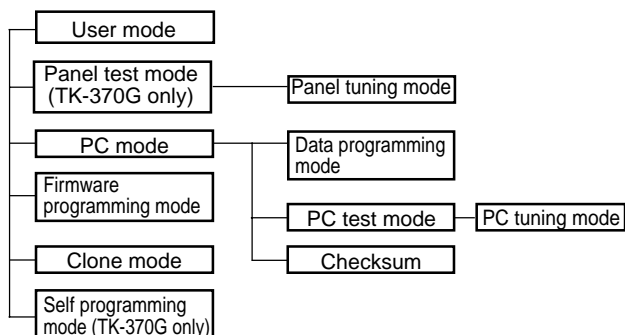 User mode
Panel test mode
(TK-370G only)
Panel tuning mode
PC mode
Data programming
mode
Firmware
programming mode
PC test mode
PC tuning mode
Clone mode
Checksum
Self programming
mode (TK-370G only)